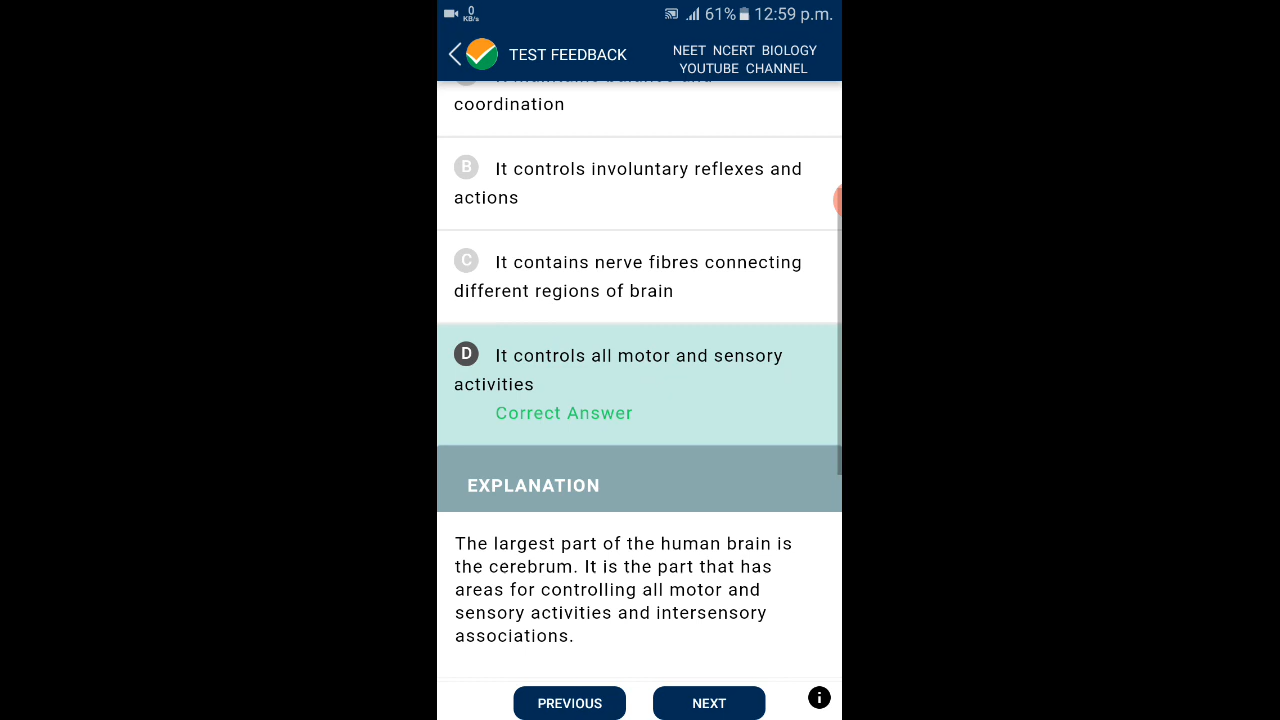 0
KB/s
61% 12:59 p.m.
TEST FEEDBACK
NEET NCERT BIOLOGY
YOUTUBE CHANNEL
coordination
B It controls involuntary reflexes and
actions
C It contains nerve fibres connecting
different regions of brain
D It controls all motor and sensory
activities
Correct Answer
EXPLANATION
The largest part of the human brain is
the cerebrum. It is the part that has
areas for controlling all motor and
sensory activities and intersensory
associations.
PREVIOUS
NEXT
i